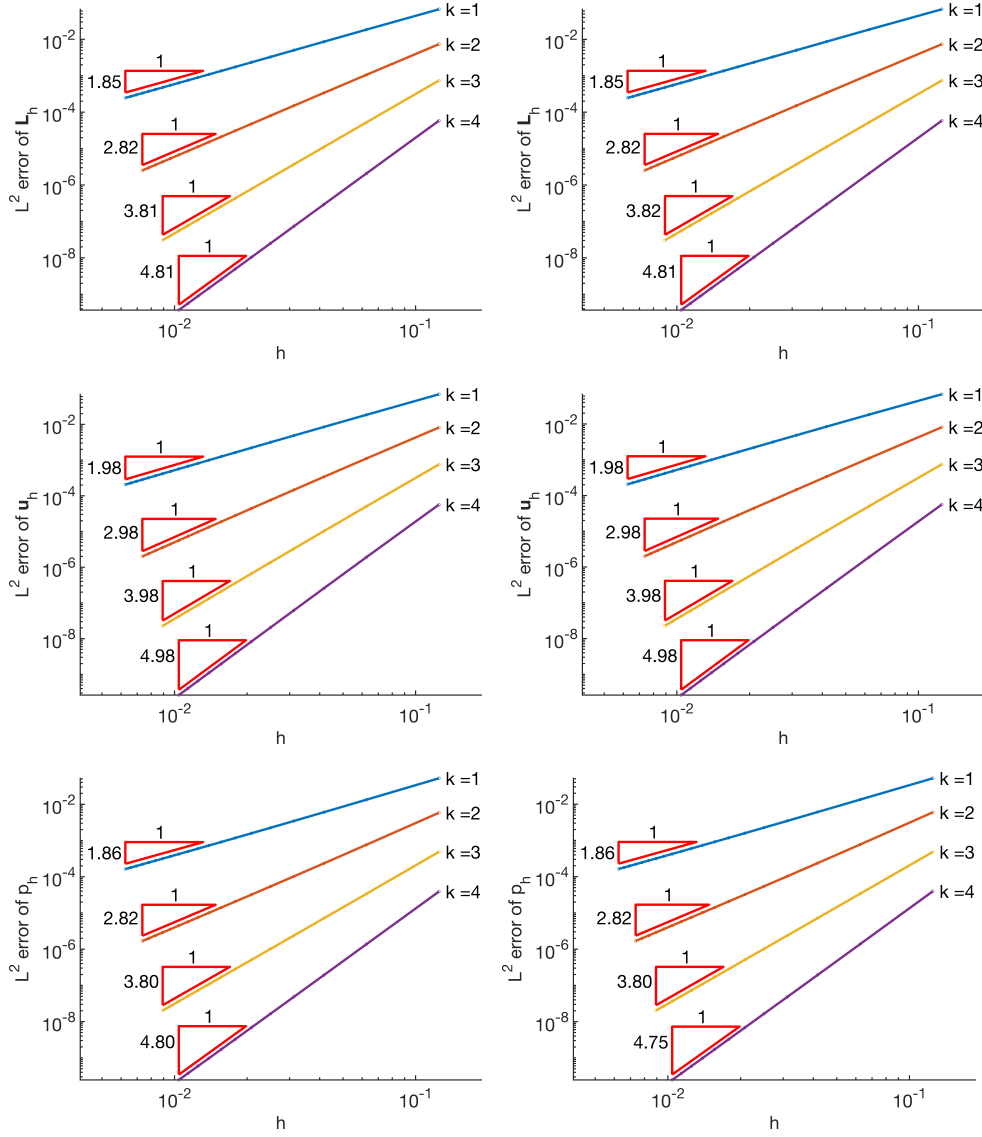 L² error of L_h
10⁻²
10⁻⁴
10⁻⁶
10⁻⁸
k =1
k =2
k =3
k =4
1
1.85
1
2.82
1
3.81
1
4.81
10⁻²
10⁻¹
h
L² error of L_h
10⁻²
10⁻⁴
10⁻⁶
10⁻⁸
k =1
k =2
k =3
k =4
1
1.85
1
2.82
1
3.82
1
4.81
10⁻²
10⁻¹
h
L² error of u_h
10⁻²
10⁻⁴
10⁻⁶
10⁻⁸
k =1
k =2
k =3
k =4
1
1.98
1
2.98
1
3.98
1
4.98
10⁻²
10⁻¹
h
L² error of u_h
10⁻²
10⁻⁴
10⁻⁶
10⁻⁸
k =1
k =2
k =3
k =4
1
1.98
1
2.98
1
3.98
1
4.98
10⁻²
10⁻¹
h
L² error of p_h
10⁻²
10⁻⁴
10⁻⁶
10⁻⁸
k =1
k =2
k =3
k =4
1
1.86
1
2.82
1
3.80
1
4.80
10⁻²
10⁻¹
h
L² error of p_h
10⁻²
10⁻⁴
10⁻⁶
10⁻⁸
k =1
k =2
k =3
k =4
1
1.86
1
2.82
1
3.80
1
4.75
10⁻²
10⁻¹
h